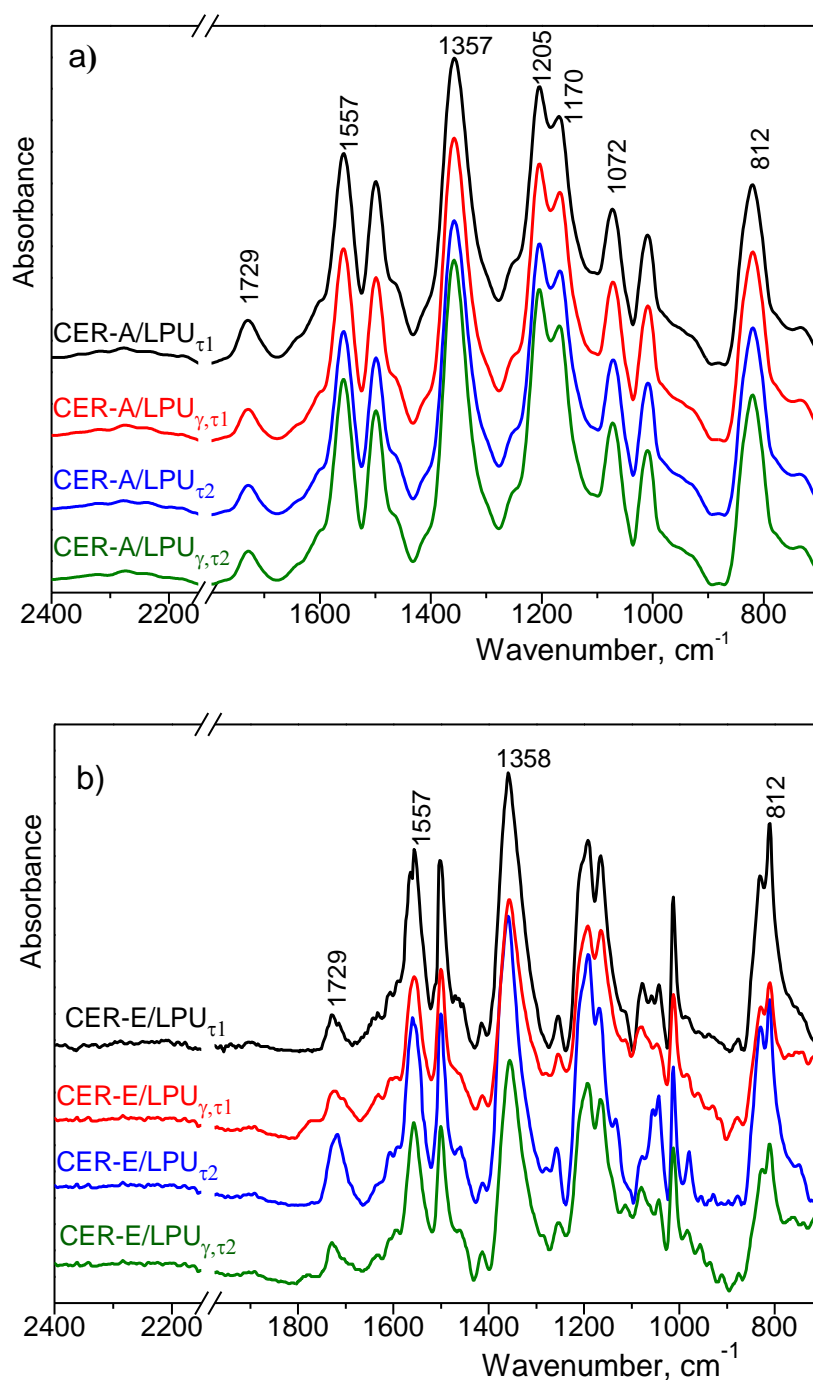 a)
1357
1205
1170
1557
1072
812
1729
Absorbance
CER-A/LPUτ1
CER-A/LPUγ,τ1
CER-A/LPUτ2
CER-A/LPUγ,τ2
2400 2200 1600 1400 1200 1000 800
Wavenumber, cm-1
b)
1358
1557
812
1729
Absorbance
CER-E/LPUτ1
CER-E/LPUγ,τ1
CER-E/LPUτ2
CER-E/LPUγ,τ2
2400 2200 1800 1600 1400 1200 1000 800
Wavenumber, cm-1